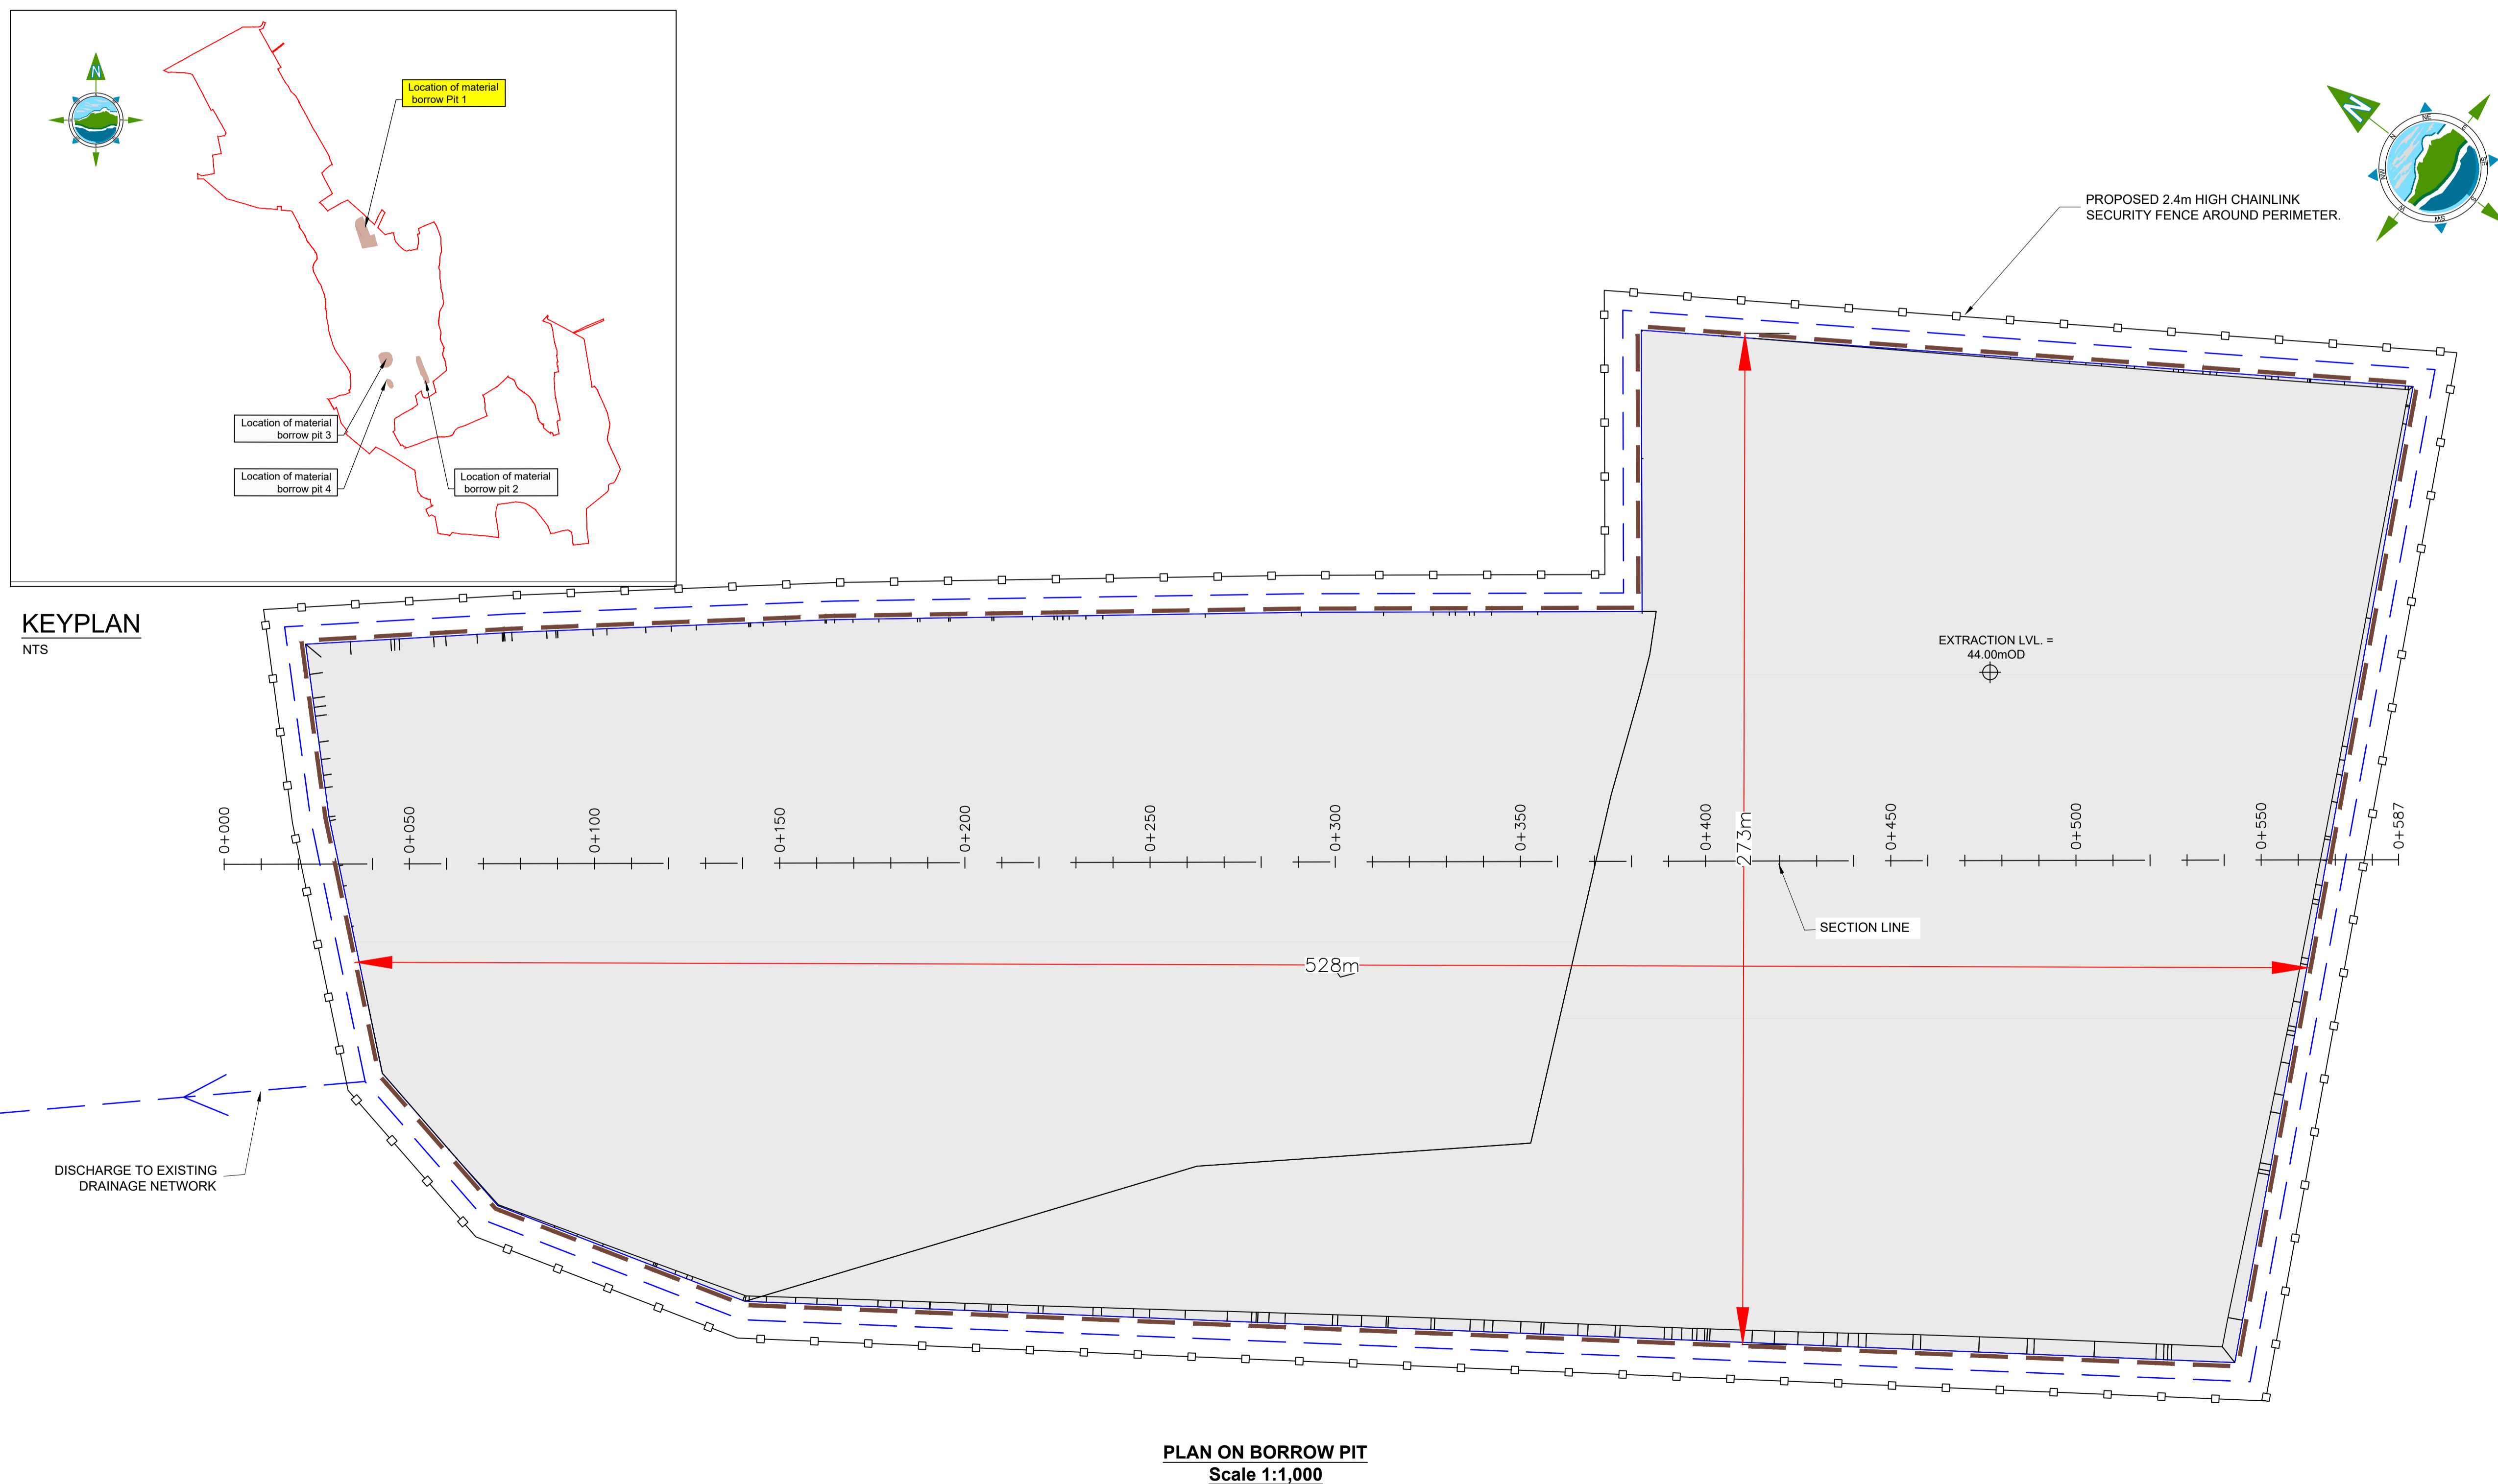 N
Location of material
borrow Pit 1
Location of material
borrow pit 3
Location of material
borrow pit 4
Location of material
borrow pit 2
KEYPLAN
NTS
N
N
NE
E
SE
S
SW
W
NW
PROPOSED 2.4m HIGH CHAINLINK
SECURITY FENCE AROUND PERIMETER.
EXTRACTION LVL. =
44.00mOD
0+000
0+050
0+100
0+150
0+200
0+250
0+300
0+350
0+400
0+450
0+500
0+550
0+587
273m
SECTION LINE
528m
DISCHARGE TO EXISTING
DRAINAGE NETWORK
PLAN ON BORROW PIT
Scale 1:1,000